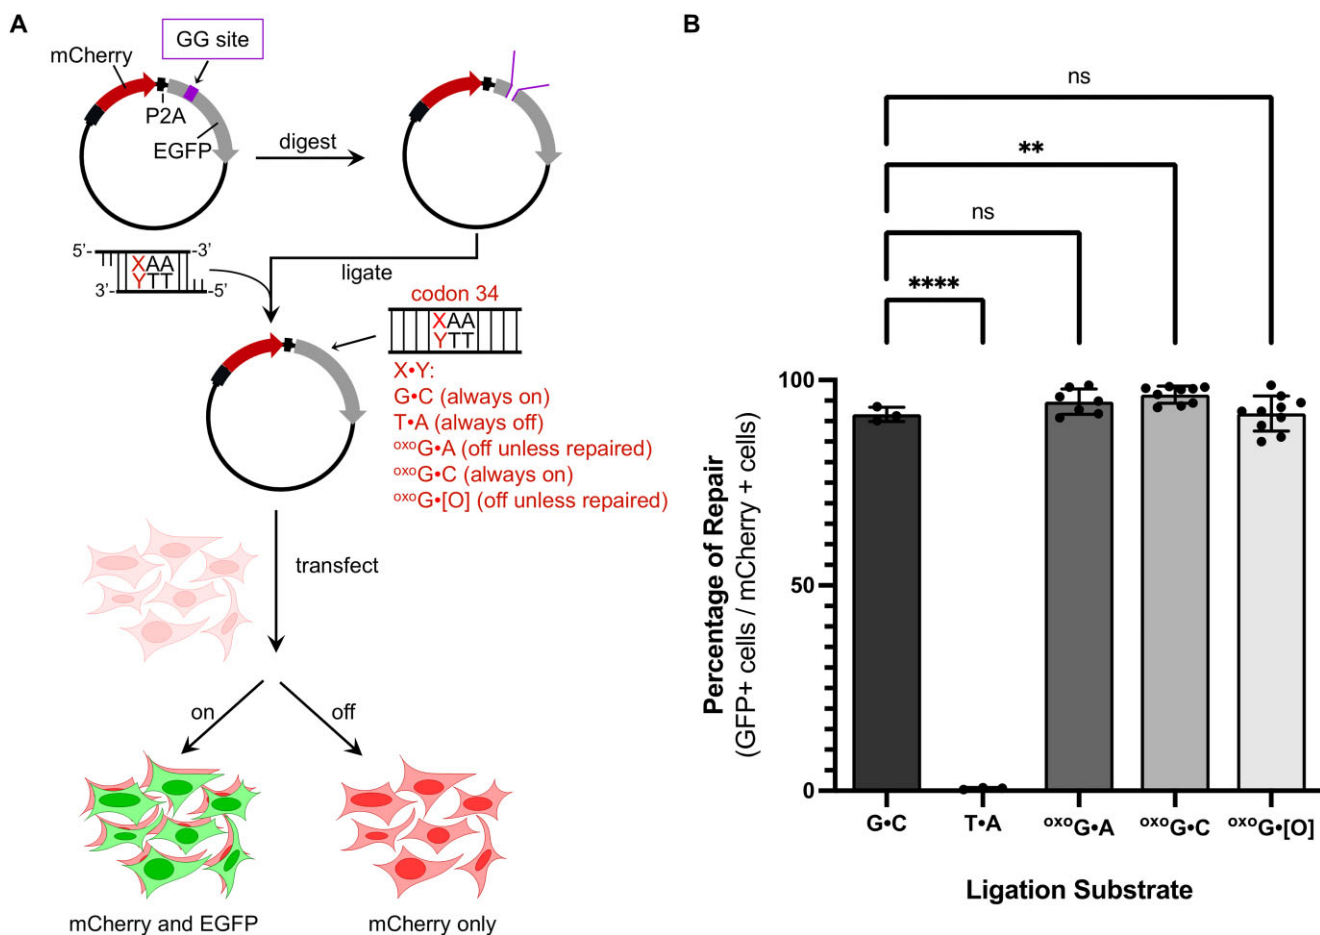 A
GG site
mCherry
P2A
EGFP
digest
5’-
-3’
XAA
YTT
3’-
-5’
ligate
codon 34
XAA
YTT
X•Y:
G•C (always on)
T•A (always off)
oxoG•A (off unless repaired)
oxoG•C (always on)
oxoG•[O] (off unless repaired)
transfect
on
off
mCherry and EGFP
mCherry only
B
ns
**
ns
****
Percentage of Repair
(GFP+ cells / mCherry + cells)
100
50
0
G•C
T•A
oxoG•A
oxoG•C
oxoG•[O]
Ligation Substrate